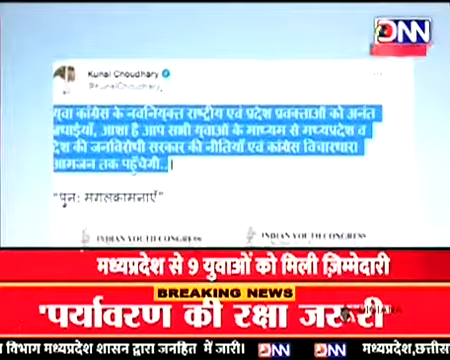 DNN
Kunal Choudhary
@KunalChoudhary_
युवा कांग्रेस के नवनियुक्त राष्ट्रीय एवं प्रदेश प्रवक्ताओं को अनंत
बधाईयाँ, आशा है आप सभी युवाओं के माध्यम से मध्यप्रदेश व
देश की जनविरोधी सरकार की नीतियाँ एवं कांग्रेस विचारधारा
आमजन तक पहुँचेगी..
"पुन: मंगलकामनाएँ"
INDIAN YOUTH CONGRESS
INDIAN YOUTH CONGRESS
मध्यप्रदेश से 9 युवाओं को मिली ज़िम्मेदारी
BREAKING NEWS
'पर्यावरण की रक्षा जरूरी'
विभाग मध्यप्रदेश शासन द्वारा जनहित में जारी। DNN DNN मध्यप्रदेश,छत्तीस